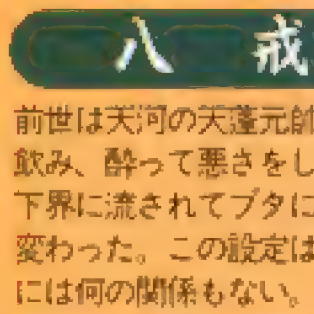 八戒
前世は天河の天蓬元帥
飲み、酔って悪さをし
下界に流されてブタに
変わった。この設定は
には何の関係もない。